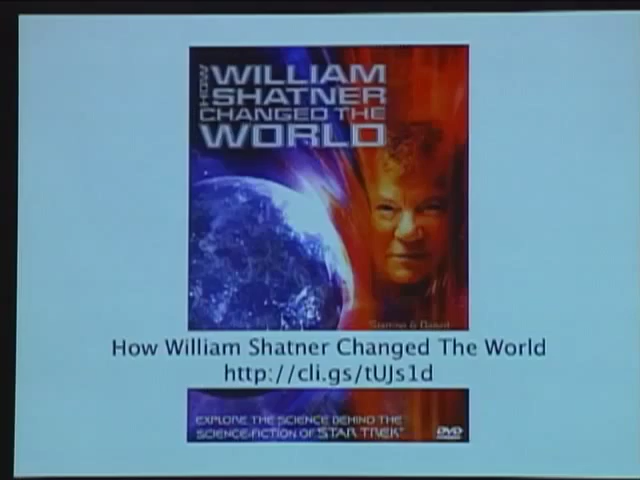 HOW WILLIAM
SHATNER
CHANGED THE
WORLD
How William Shatner Changed The World
http://cli.gs/tUJs1d
EXPLORE THE SCIENCE BEHIND THE
SCIENCE-FICTION OF STAR TREK
DVD